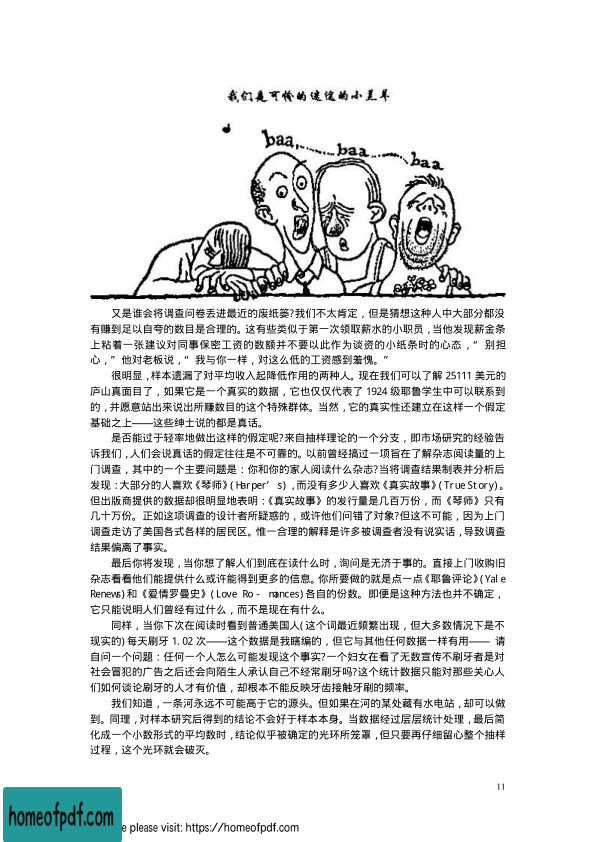 我们是可怜的迷途的小羔羊
baa,
baa
baa
又是谁会将调查问卷丢进最近的废纸篓?我们不太肯定，但是猜想这种人中大部分都没
有赚到足以自夸的数目是合理的。这有些类似于第一次领取薪水的小职员，当他发现薪金条
上粘着一张建议对同事保密工资的数额并不要以此作为谈资的小纸条时的心态，“别担
心，”他对老板说，“我与你一样，对这么低的工资感到羞愧。”
很明显，样本遗漏了对平均收入起降低作用的两种人。现在我们可以了解 25111 美元的
庐山真面目了，如果它是一个真实的数据，它也仅仅代表了 1924 级耶鲁学生中可以联系到
的，并愿意站出来说出所赚数目的这个特殊群体。当然，它的真实性还建立在这样一个假定
基础之上——这些绅士说的都是真话。
是否能过于轻率地做出这样的假定呢?来自抽样理论的一个分支，即市场研究的经验告
诉我们，人们会说真话的假定往往是不可靠的。以前曾经搞过一项旨在了解杂志阅读量的上
门调查，其中的一个主要问题是：你和你的家人阅读什么杂志?当将调查结果制表并分析后
发现：大部分的人喜欢《琴师》(Harper’s)，而没有多少人喜欢《真实故事》(True Story)。
但出版商提供的数据却很明显地表明：《真实故事》的发行量是几百万份，而《琴师》只有
几十万份。正如这项调查的设计者所疑惑的，或许他们问错了对象?但这不可能，因为上门
调查走访了美国各式各样的居民区。惟一合理的解释是许多被调查者没有说实话，导致调查
结果偏离了事实。
最后你将发现，当你想了解人们到底在读什么时，询问是无济于事的。直接上门收购旧
杂志看看他们能提供什么或许能得到更多的信息。你所要做的就是点一点《耶鲁评论》(Yale
Renews)和《爱情罗曼史》(Love Ro- mances)各自的份数。即便是这种方法也并不确定，
它只能说明人们曾经有过什么，而不是现在有什么。
同样，当你下次在阅读时看到普通美国人(这个词最近频繁出现，但大多数情况下是不
现实的)每天刷牙 1.02 次——这个数据是我瞎编的，但它与其他任何数据一样有用—— 请
自问一个问题：任何一个人怎么可能发现这个事实?一个妇女在看了无数宣传不刷牙者是对
社会冒犯的广告之后还会向陌生人承认自己不经常刷牙吗?这个统计数据只能对那些关心人
们如何谈论刷牙的人才有价值，却根本不能反映牙齿接触牙刷的频率。
我们知道，一条河永远不可能高于它的源头。但如果在河的某处藏有水电站，却可以做
到。同理，对样本研究后得到的结论不会好于样本本身。当数据经过层层统计处理，最后简
化成一个小数形式的平均数时，结论似乎被确定的光环所笼罩，但只要再仔细留心整个抽样
过程，这个光环就会破灭。
11
homeofpdf.com
e please visit: https://homeofpdf.com